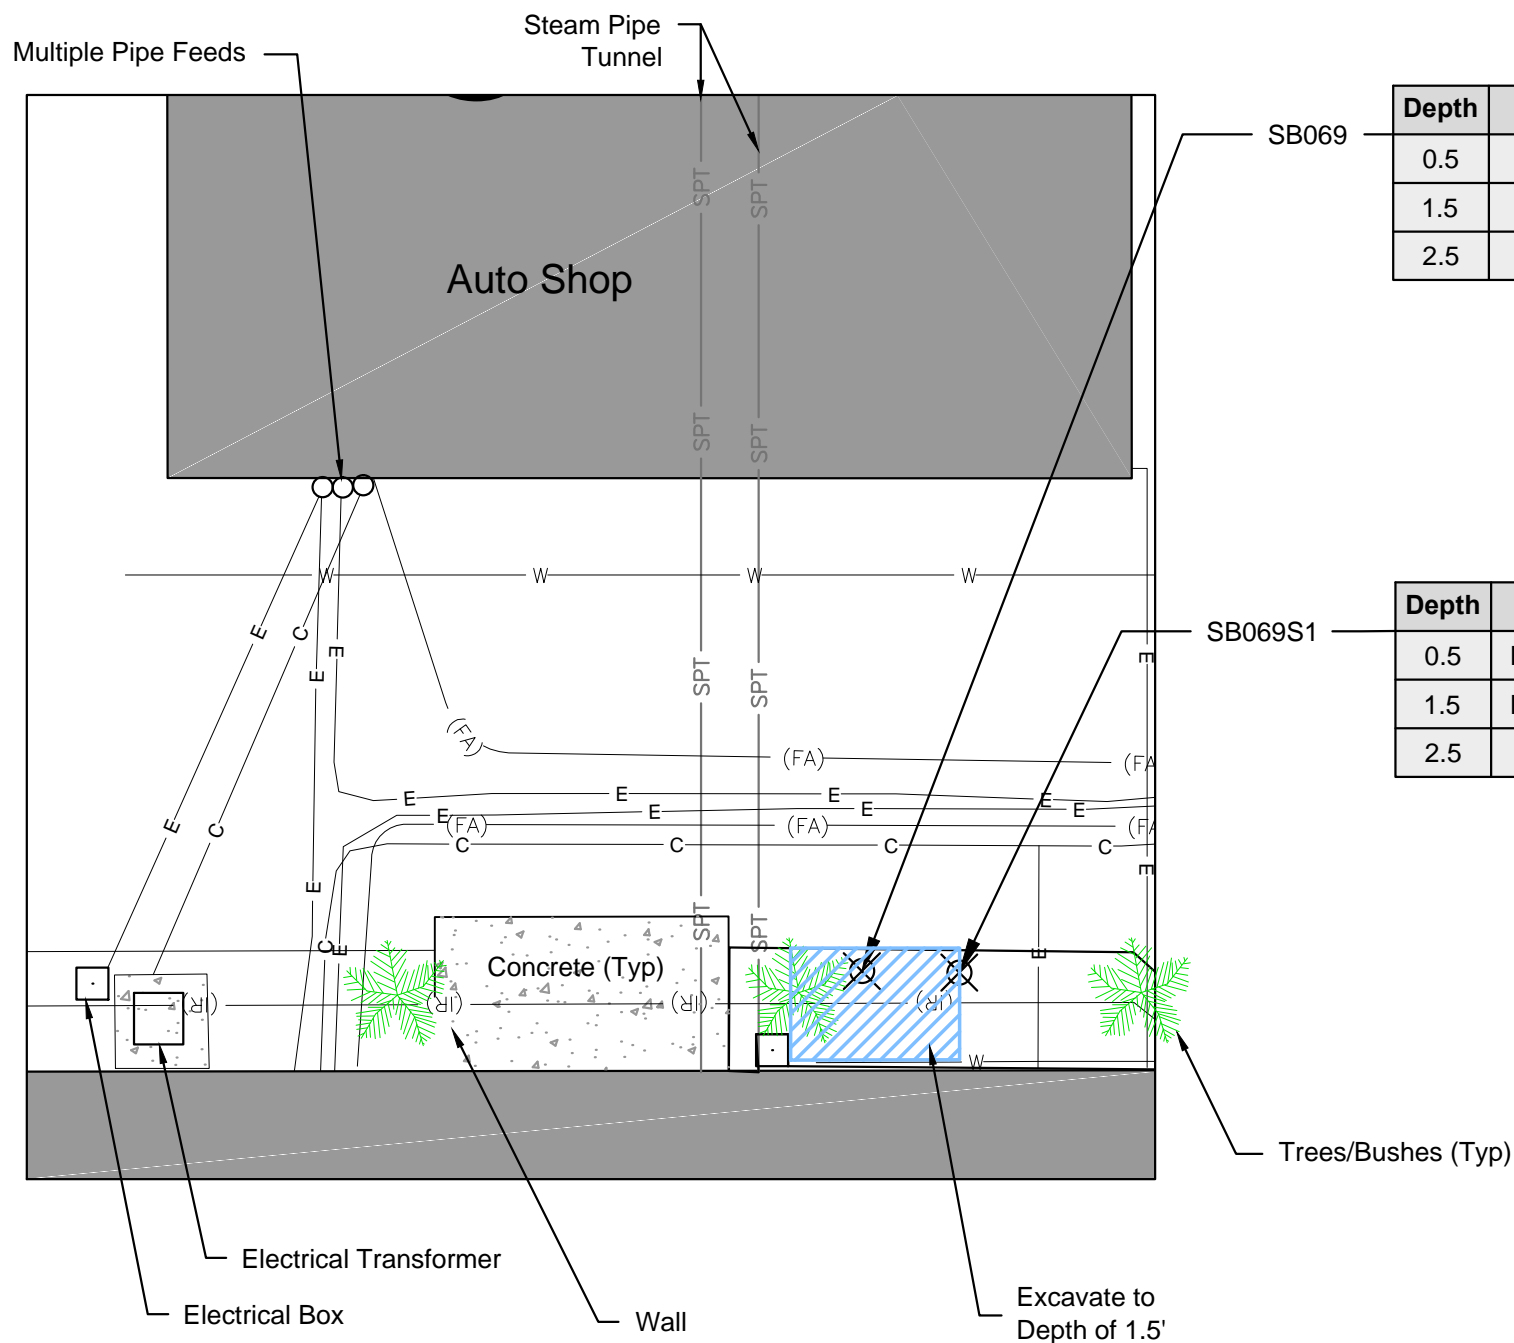 Steam Pipe
Tunnel
Multiple Pipe Feeds
SB069
Depth
0.5
1.5
2.5
SPT
SPT
Auto Shop
SPT
SPT
W
W
W
W
SB069S1
Depth
0.5
1.5
2.5
E
C
E
E
SPT
SPT
E
(FA)
(FA)
(FA
E
E
E
E
E
E
E
E
(FA)
(FA)
(FA
E
C
C
C
C
C
E
E
E
SPT
SPT
C
E
E
Concrete (Typ)
(IR)
(IR)
(IR)
(IR)
W
Trees/Bushes (Typ)
Electrical Transformer
Electrical Box
Wall
Excavate to
Depth of 1.5'